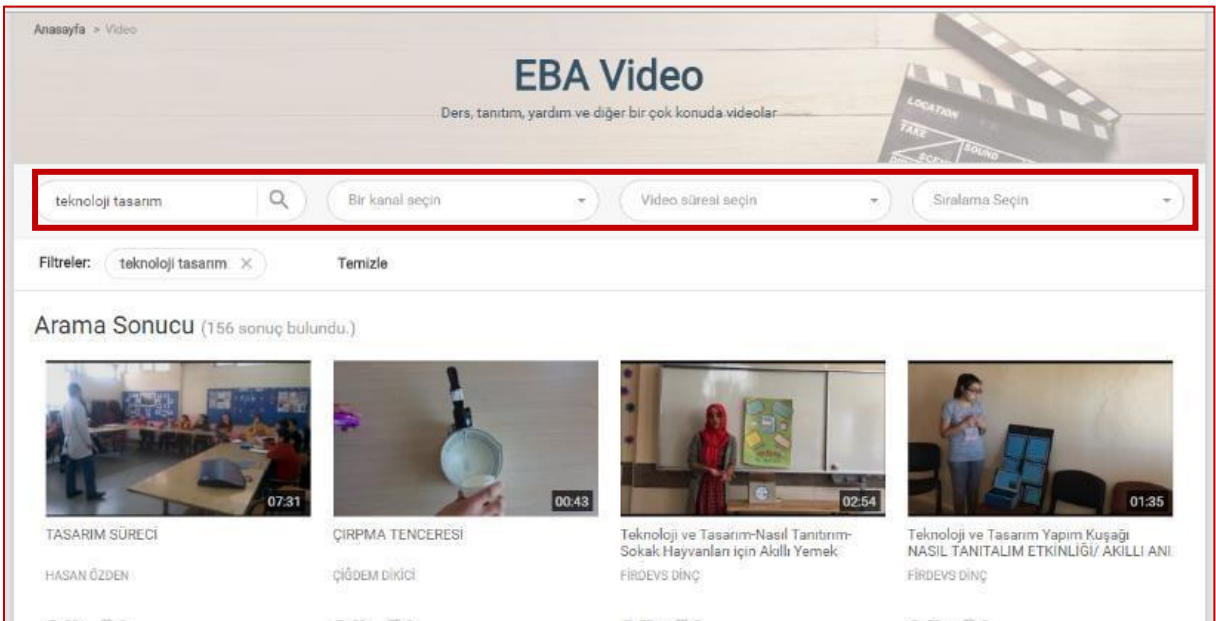 Anasayfa > Video
EBA Video
Ders, tanıtım, yardım ve diğer bir çok konuda videolar
LOCATION
TAKE
SCENE
SOUND
teknoloji tasarım
Bir kanal seçin
Video süresi seçin
Sıralama Seçin
Filtreler:
teknoloji tasarım
Temizle
Arama Sonucu (156 sonuç bulundu.)
07:31
00:43
02:54
01:35
TASARIM SÜRECİ
HASAN ÖZDEN
ÇIRPMA TENCERESİ
ÇİĞDEM DİKİCİ
Teknoloji ve Tasarım-Nasıl Tanıtırım-
Sokak Hayvanları için Akıllı Yemek
FİRDEVS DİNÇ
Teknoloji ve Tasarım Yapım Kuşağı
NASIL TANITALIM ETKİNLİĞİ/ AKILLI ANI
FİRDEVS DİNÇ